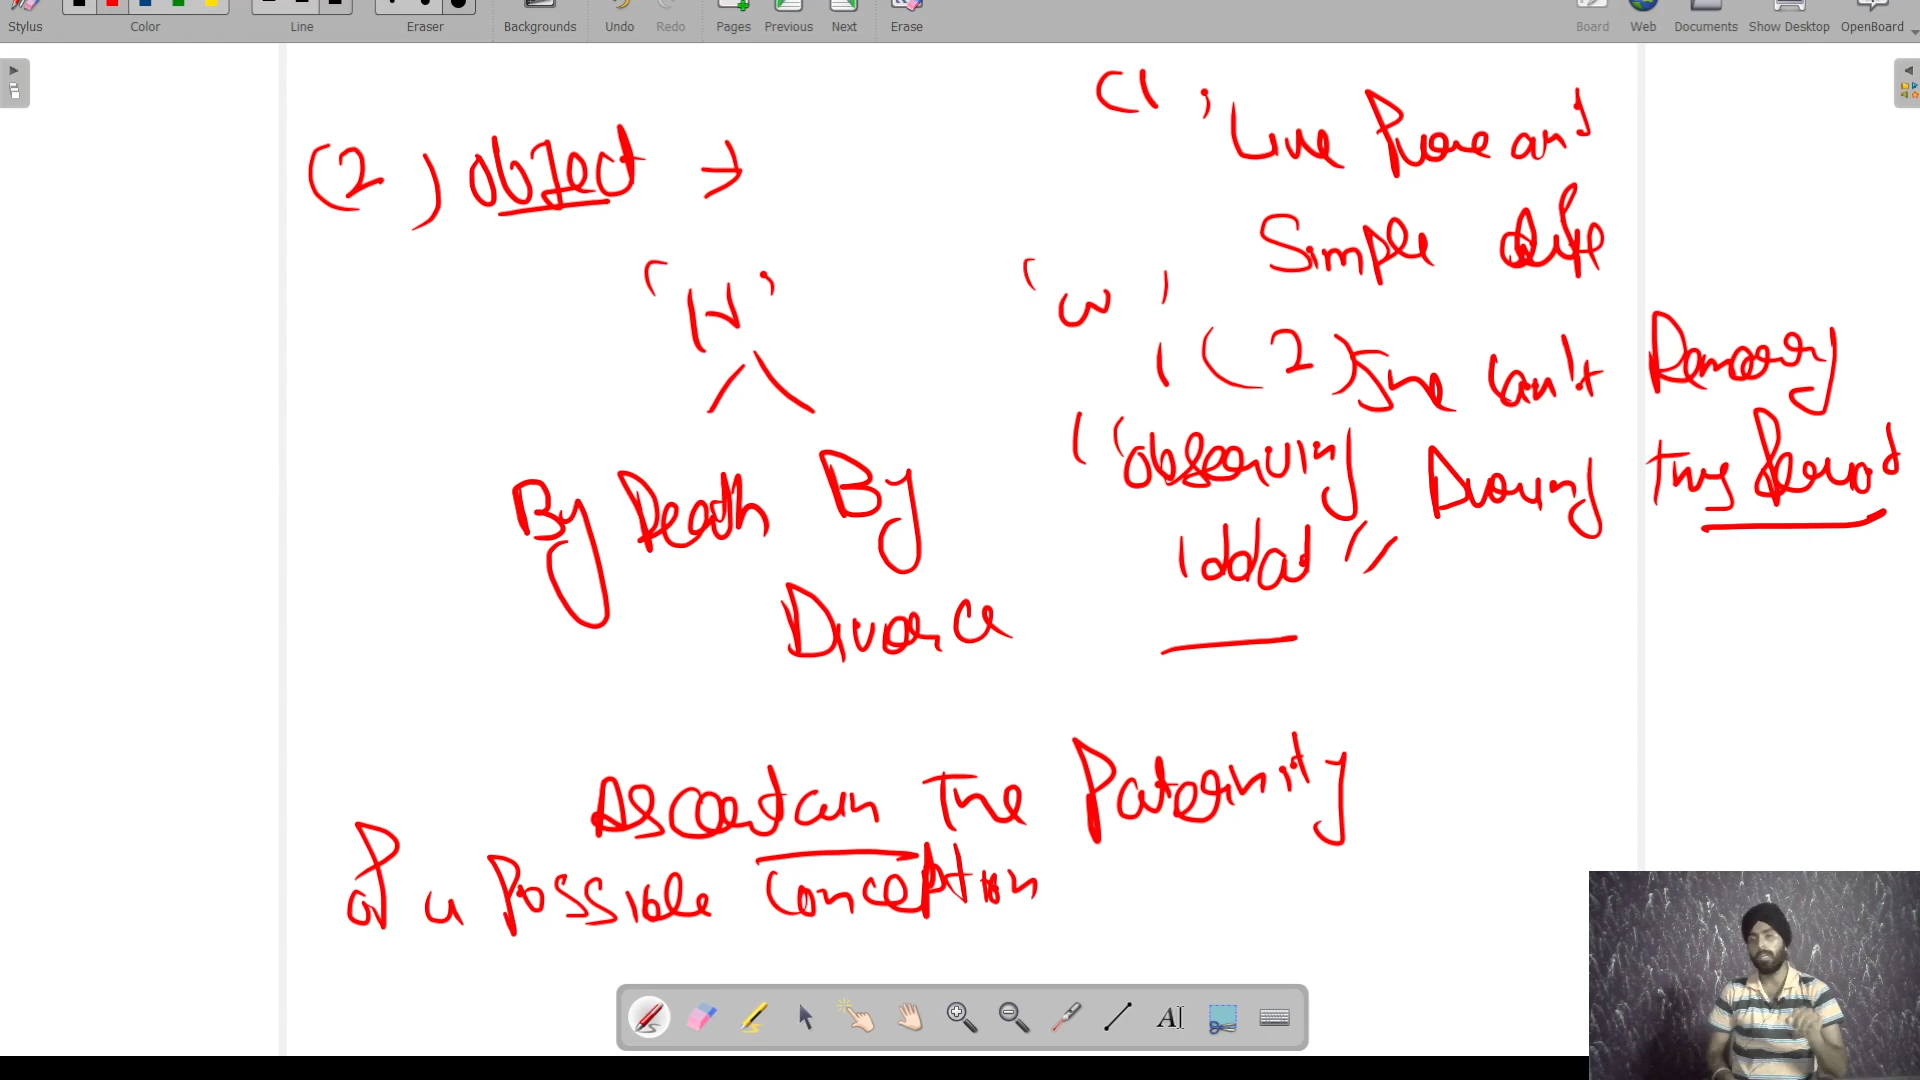 Stylus Color Line Eraser Backgrounds Undo Redo Pages Previous Next Erase Board Web Documents Show Desktop OpenBoard
(2) Object →
(1, Live Pure and
Simple life
'H'
'W'
(2) She Can't Remarry
During This Period
"observing
iddat"
By Death By
Divorce
Ascertain The Paternity
of a Possible Conception